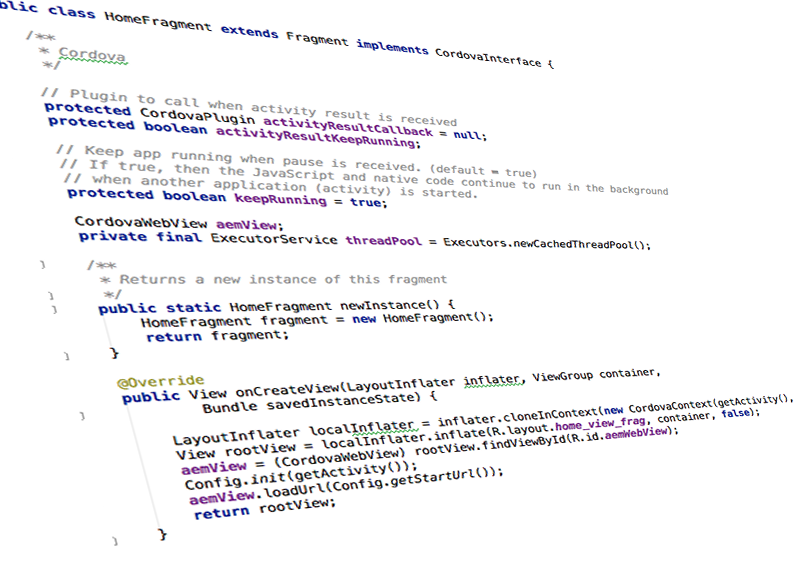 blic class HomeFragment extends Fragment implements CordovaInterface {
/**
* Cordova
*/
// Plugin to call when activity result is received
protected CordovaPlugin activityResultCallback = null;
protected boolean activityResultKeepRunning;
// Keep app running when pause is received. (default = true)
// If true, then the JavaScript and native code continue to run in the background
// when another application (activity) is started.
protected boolean keepRunning = true;
CordovaWebView aemView;
private final ExecutorService threadPool = Executors.newCachedThreadPool();
/**
* Returns a new instance of this fragment
*/
public static HomeFragment newInstance() {
HomeFragment fragment = new HomeFragment();
return fragment;
}
@Override
public View onCreateView(LayoutInflater inflater, ViewGroup container,
Bundle savedInstanceState) {
LayoutInflater localInflater = inflater.cloneInContext(new CordovaContext(getActivity(),
View rootView = localInflater.inflate(R.layout.home_view_frag, container, false);
aemView = (CordovaWebView) rootView.findViewById(R.id.aemWebView);
Config.init(getActivity());
aemView.loadUrl(Config.getStartUrl());
return rootView;
}